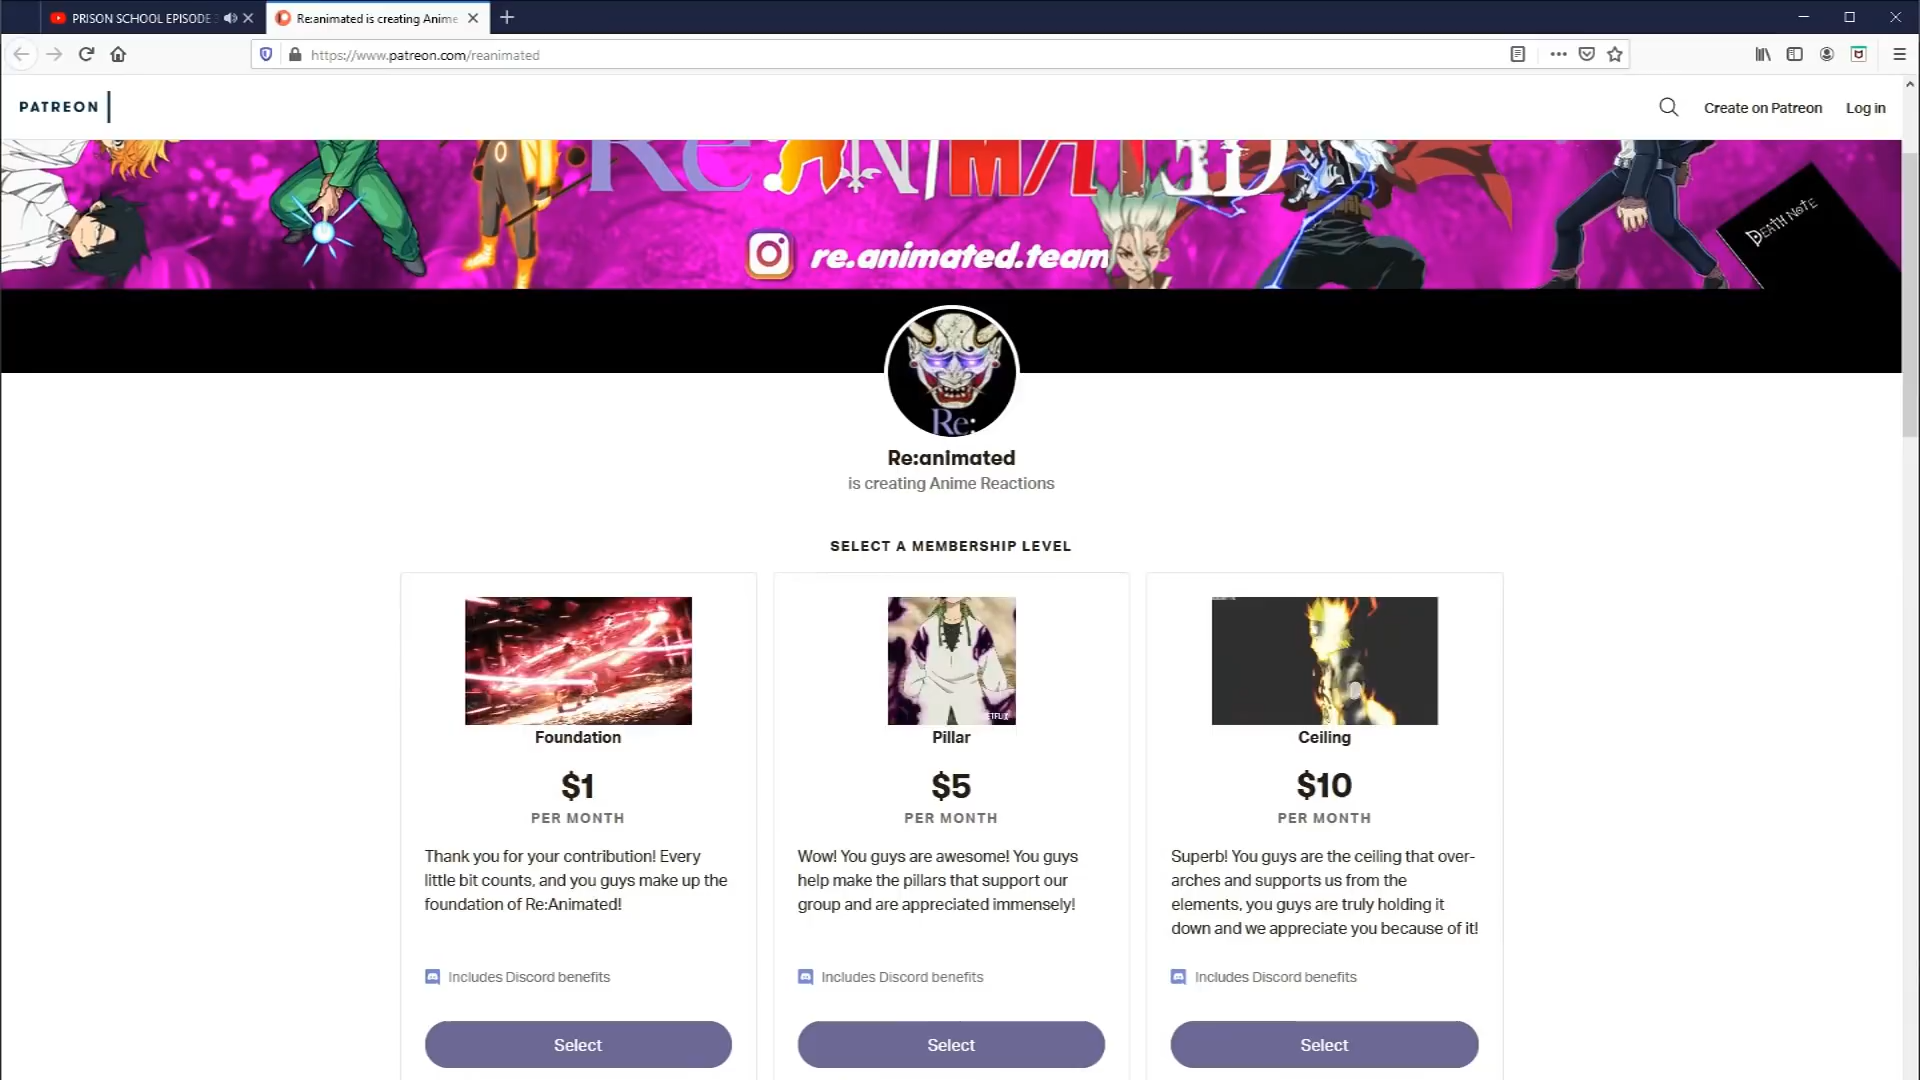 PRISON SCHOOL EPISODE
Re:animated is creating Anime
https://www.patreon.com/reanimated
PATREON
Create on Patreon
Log in
Re:ANIMATED
DEATH NOTE
re.animated.team
Re:
Re:animated
is creating Anime Reactions
SELECT A MEMBERSHIP LEVEL
Foundation
$1
PER MONTH
Thank you for your contribution! Every
little bit counts, and you guys make up the
foundation of Re:Animated!
Includes Discord benefits
Select
Pillar
$5
PER MONTH
Wow! You guys are awesome! You guys
help make the pillars that support our
group and are appreciated immensely!
Includes Discord benefits
Select
Ceiling
$10
PER MONTH
Superb! You guys are the ceiling that over-
arches and supports us from the
elements, you guys are truly holding it
down and we appreciate you because of it!
Includes Discord benefits
Select